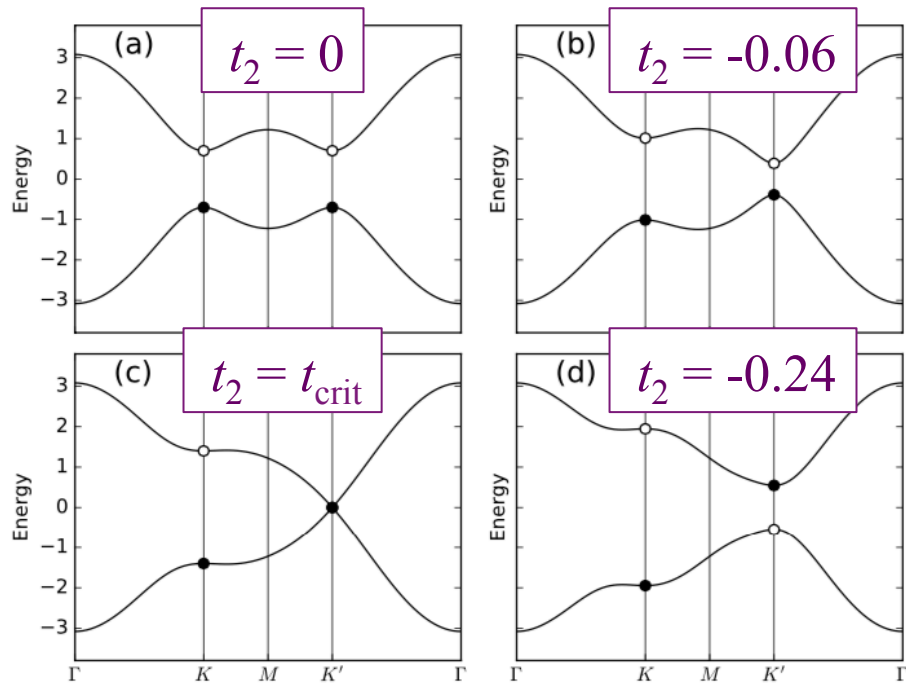 (a)
t₂ = 0
(b)
t₂ = -0.06
3
2
1
0
−1
−2
−3
Energy
Energy
(c)
t₂ = t_crit
(d)
t₂ = -0.24
3
2
1
0
−1
−2
−3
Energy
Energy
Γ K M K′ Γ
Γ K M K′ Γ